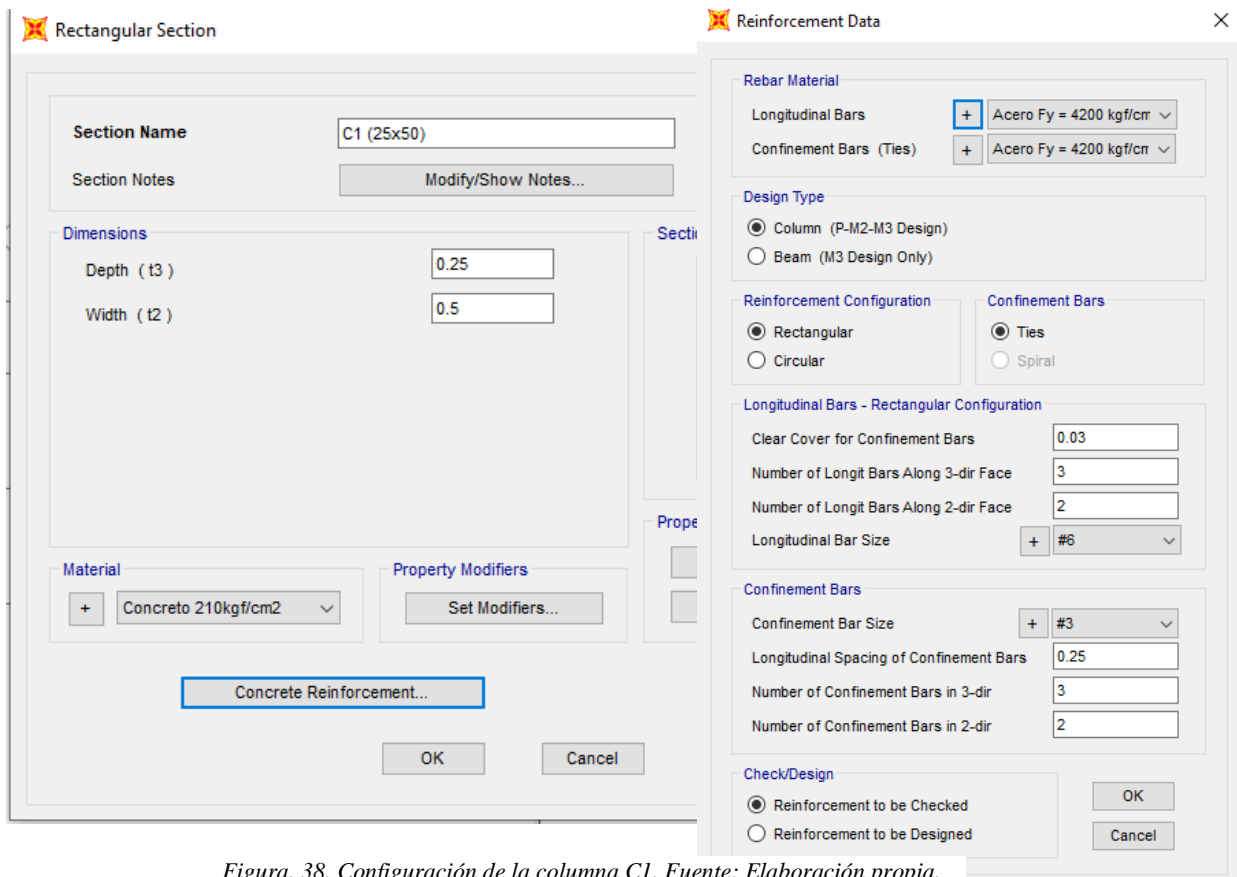 Rectangular Section
Section Name
C1 (25x50)
Section Notes
Modify/Show Notes...
Dimensions
Depth ( t3 )
0.25
Width ( t2 )
0.5
Secti
Prope
Material
+
Concreto 210kgf/cm2
Property Modifiers
Set Modifiers...
Concrete Reinforcement...
OK
Cancel
Reinforcement Data
Rebar Material
Longitudinal Bars
+
Acero Fy = 4200 kgf/cm
Confinement Bars (Ties)
+
Acero Fy = 4200 kgf/cm
Design Type
Column (P-M2-M3 Design)
Beam (M3 Design Only)
Reinforcement Configuration
Rectangular
Circular
Confinement Bars
Ties
Spiral
Longitudinal Bars - Rectangular Configuration
Clear Cover for Confinement Bars
0.03
Number of Longit Bars Along 3-dir Face
3
Number of Longit Bars Along 2-dir Face
2
Longitudinal Bar Size
+
#6
Confinement Bars
Confinement Bar Size
+
#3
Longitudinal Spacing of Confinement Bars
0.25
Number of Confinement Bars in 3-dir
3
Number of Confinement Bars in 2-dir
2
Check/Design
Reinforcement to be Checked
Reinforcement to be Designed
OK
Cancel
Figura. 38. Configuración de la columna C1. Fuente: Elaboración propia.